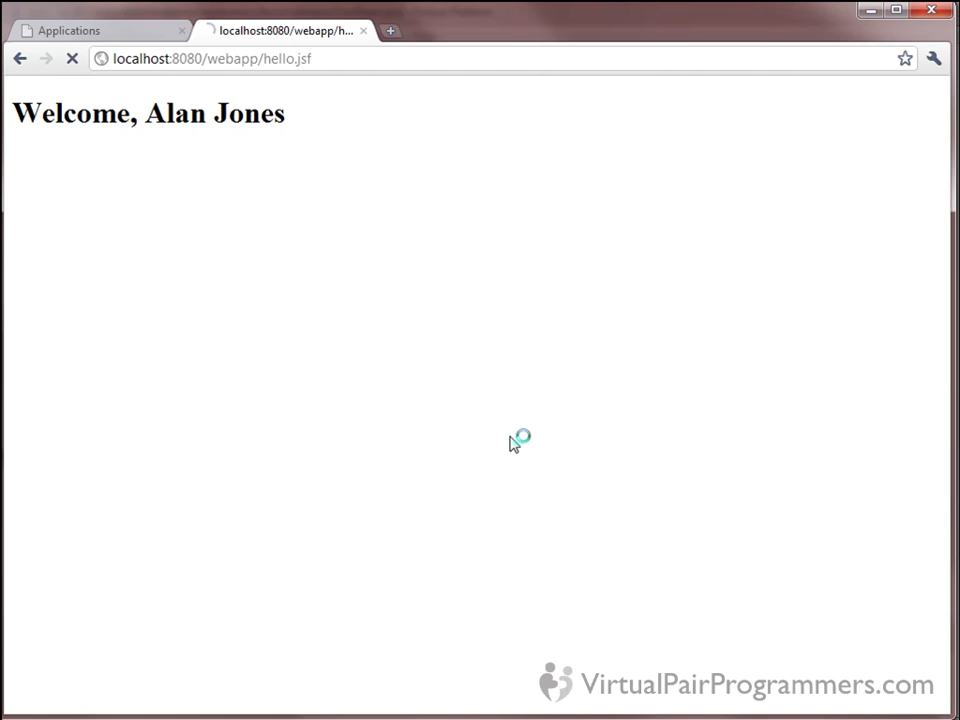 Applications
localhost:8080/webapp/h...
localhost:8080/webapp/hello.jsf
Welcome, Alan Jones
VirtualPairProgrammers.com